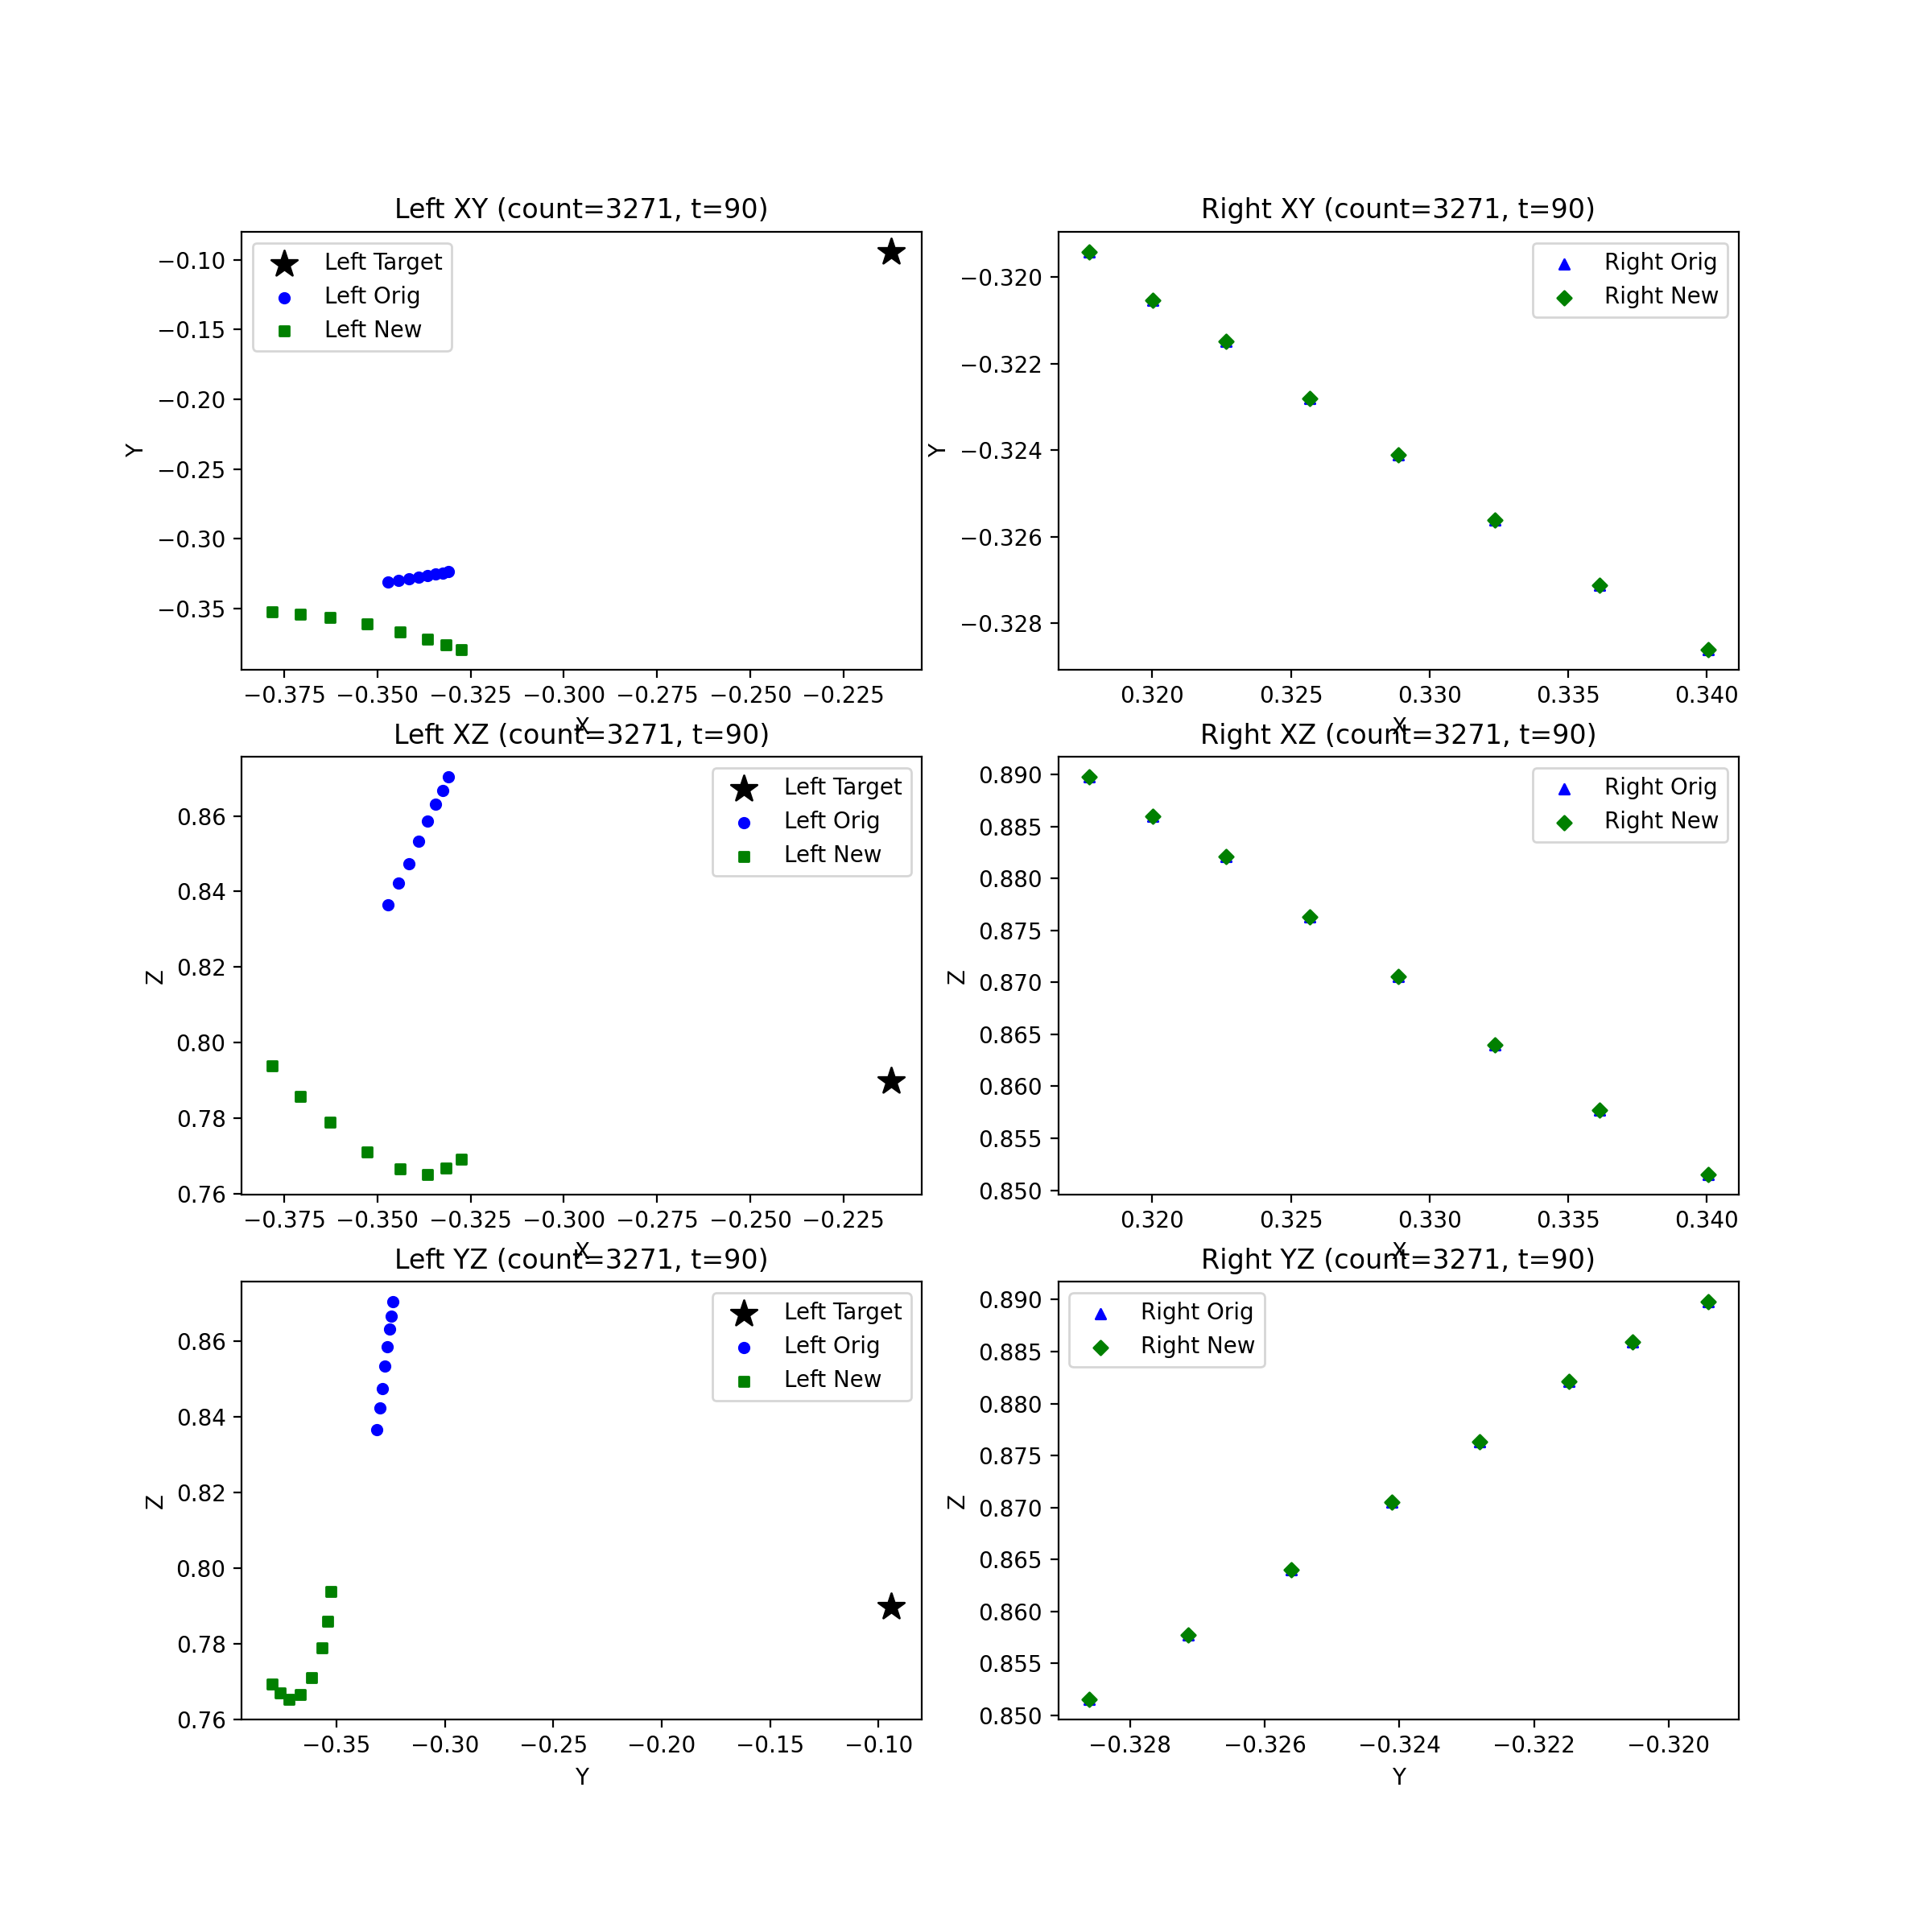 Left XY (count=3271, t=90)
Left Target
Left Orig
Left New
−0.10
−0.15
−0.20
−0.25
−0.30
−0.35
Y
−0.375 −0.350 −0.325 −0.300 −0.275 −0.250 −0.225
X
Right XY (count=3271, t=90)
Right Orig
Right New
−0.320
−0.322
−0.324
−0.326
−0.328
Y
0.320 0.325 0.330 0.335 0.340
X
Left XZ (count=3271, t=90)
Left Target
Left Orig
Left New
0.86
0.84
0.82
0.80
0.78
0.76
Z
−0.375 −0.350 −0.325 −0.300 −0.275 −0.250 −0.225
X
Right XZ (count=3271, t=90)
Right Orig
Right New
0.890
0.885
0.880
0.875
0.870
0.865
0.860
0.855
0.850
Z
0.320 0.325 0.330 0.335 0.340
X
Left YZ (count=3271, t=90)
Left Target
Left Orig
Left New
0.86
0.84
0.82
0.80
0.78
0.76
Z
−0.35 −0.30 −0.25 −0.20 −0.15 −0.10
Y
Right YZ (count=3271, t=90)
Right Orig
Right New
0.890
0.885
0.880
0.875
0.870
0.865
0.860
0.855
0.850
Z
−0.328 −0.326 −0.324 −0.322 −0.320
Y